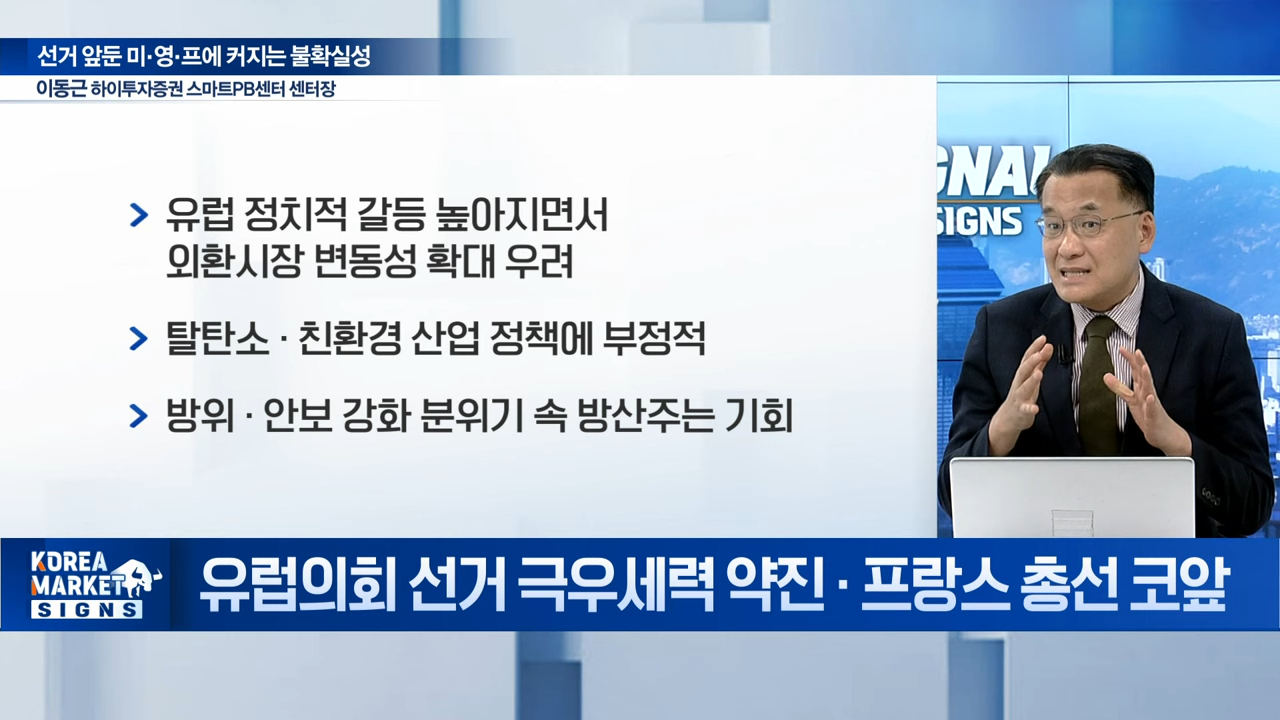 선거 앞둔 미·영·프에 커지는 불확실성
이동근 하이투자증권 스마트PB센터 센터장
유럽 정치적 갈등 높아지면서
외환시장 변동성 확대 우려
탈탄소·친환경 산업 정책에 부정적
방위·안보 강화 분위기 속 방산주는 기회
SIGNS
KOREA
MARKET
SIGNS
유럽의회 선거 극우세력 약진·프랑스 총선 코앞